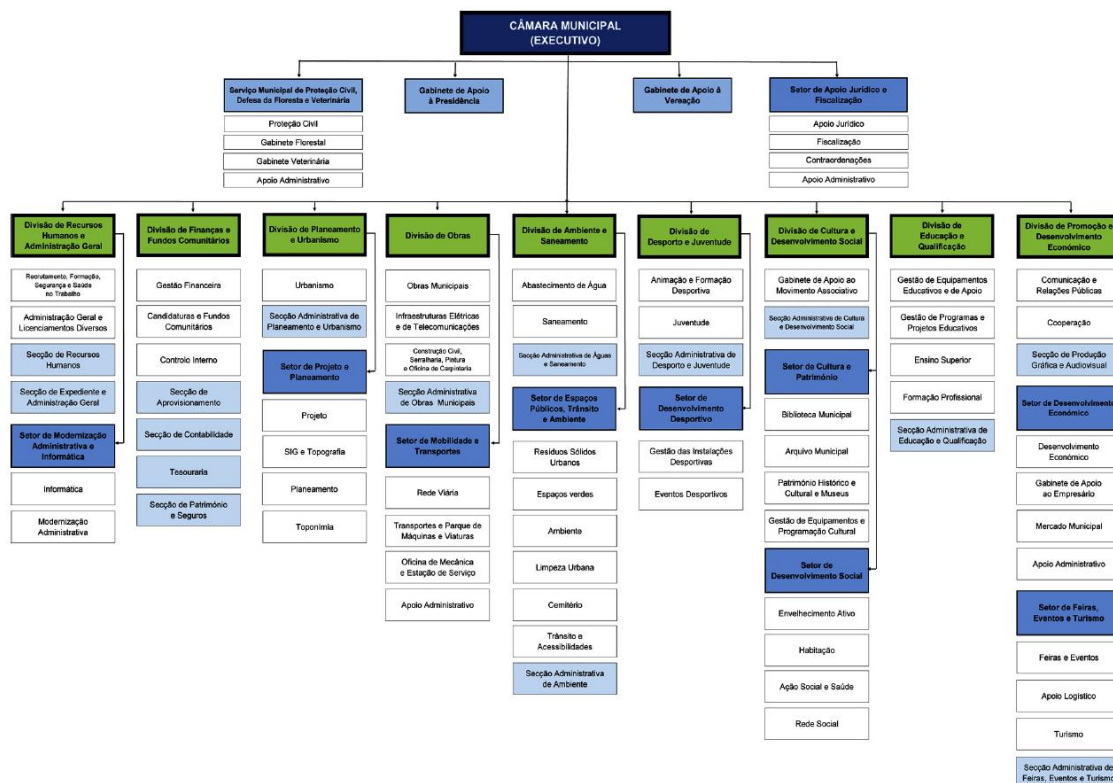 CÂMARA MUNICIPAL
(EXECUTIVO)
Serviço Municipal de Proteção Civil,
Defesa da Floresta e Veterinária
Proteção Civil
Gabinete Florestal
Gabinete Veterinária
Apoio Administrativo
Gabinete de Apoio
à Presidência
Gabinete de Apoio à
Vereação
Setor de Apoio Jurídico e
Fiscalização
Apoio Jurídico
Fiscalização
Contraordenações
Apoio Administrativo
Divisão de Recursos
Humanos e
Administração Geral
Recrutamento, Formação,
Segurança e Saúde
no Trabalho
Administração Geral e
Licenciamentos Diversos
Secção de Recursos
Humanos
Secção de Expediente e
Administração Geral
Setor de Modernização
Administrativa e
Informática
Informática
Modernização
Administrativa
Divisão de Finanças e
Fundos Comunitários
Gestão Financeira
Candidaturas e Fundos
Comunitários
Controlo Interno
Secção de
Aprovisionamento
Secção de Contabilidade
Tesouraria
Secção de Património
e Seguros
Divisão de Planeamento
e Urbanismo
Urbanismo
Secção Administrativa de
Planeamento e Urbanismo
Setor de Projeto e
Planeamento
Projeto
SIG e Topografia
Planeamento
Toponímia
Divisão de Obras
Obras Municipais
Infraestruturas Elétricas
e de Telecomunicações
Construção Civil,
Serralharia, Pintura
e Oficina de Carpintaria
Secção Administrativa
de Obras Municipais
Setor de Mobilidade e
Transportes
Rede Viária
Transportes e Parque de
Máquinas e Viaturas
Oficina de Mecânica
e Estação de Serviço
Apoio Administrativo
Divisão de Ambiente e
Saneamento
Abastecimento de Água
Saneamento
Secção Administrativa de Águas
e Saneamento
Setor de Espaços
Públicos, Trânsito
e Ambiente
Resíduos Sólidos
Urbanos
Espaços verdes
Ambiente
Limpeza Urbana
Cemitério
Trânsito e
Acessibilidades
Secção Administrativa
de Ambiente
Divisão de
Desporto e Juventude
Animação e Formação
Desportiva
Juventude
Secção Administrativa de
Desporto e Juventude
Setor de
Desenvolvimento
Desportivo
Gestão das Instalações
Desportivas
Eventos Desportivos
Divisão de Cultura e
Desenvolvimento Social
Gabinete de Apoio ao
Movimento Associativo
Secção Administrativa de Cultura
e Desenvolvimento Social
Setor de Cultura e
Património
Biblioteca Municipal
Arquivo Municipal
Património Histórico e
Cultural e Museus
Gestão de Equipamentos e
Programação Cultural
Setor de
Desenvolvimento Social
Envelhecimento Ativo
Habitação
Ação Social e Saúde
Rede Social
Divisão de
Educação e
Qualificação
Gestão de Equipamentos
Educativos e de Apoio
Gestão de Programas e
Projetos Educativos
Ensino Superior
Formação Profissional
Secção Administrativa de
Educação e Qualificação
Divisão de Promoção e
Desenvolvimento
Económico
Comunicação e
Relações Públicas
Cooperação
Secção de Produção
Gráfica e Audiovisual
Setor de Desenvolvimento
Económico
Desenvolvimento
Económico
Gabinete de Apoio
ao Empresário
Mercado Municipal
Apoio Administrativo
Setor de Feiras,
Eventos e Turismo
Feiras e Eventos
Apoio Logístico
Turismo
Secção Administrativa de
Feiras, Eventos e Turismo